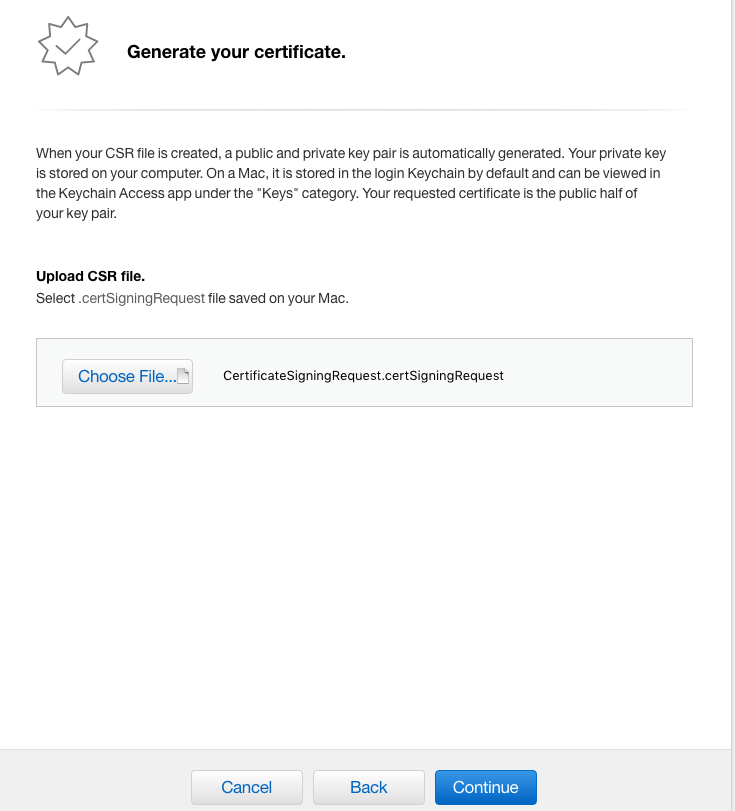 Generate your certificate.
When your CSR file is created, a public and private key pair is automatically generated. Your private key
is stored on your computer. On a Mac, it is stored in the login Keychain by default and can be viewed in
the Keychain Access app under the "Keys" category. Your requested certificate is the public half of
your key pair.
Upload CSR file.
Select .certSigningRequest file saved on your Mac.
Choose File... CertificateSigningRequest.certSigningRequest
Cancel Back Continue